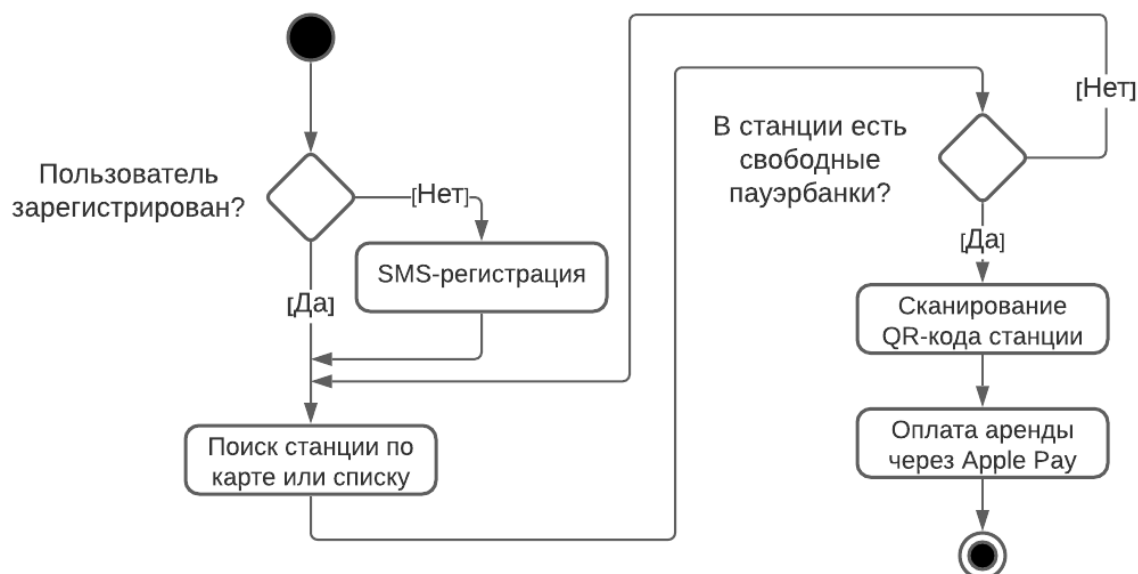 Пользователь
зарегистрирован?
[Нет]
SMS-регистрация
[Да]
Поиск станции по
карте или списку
В станции есть
свободные
пауэрбанки?
[Нет]
[Да]
Сканирование
QR-кода станции
Оплата аренды
через Apple Pay